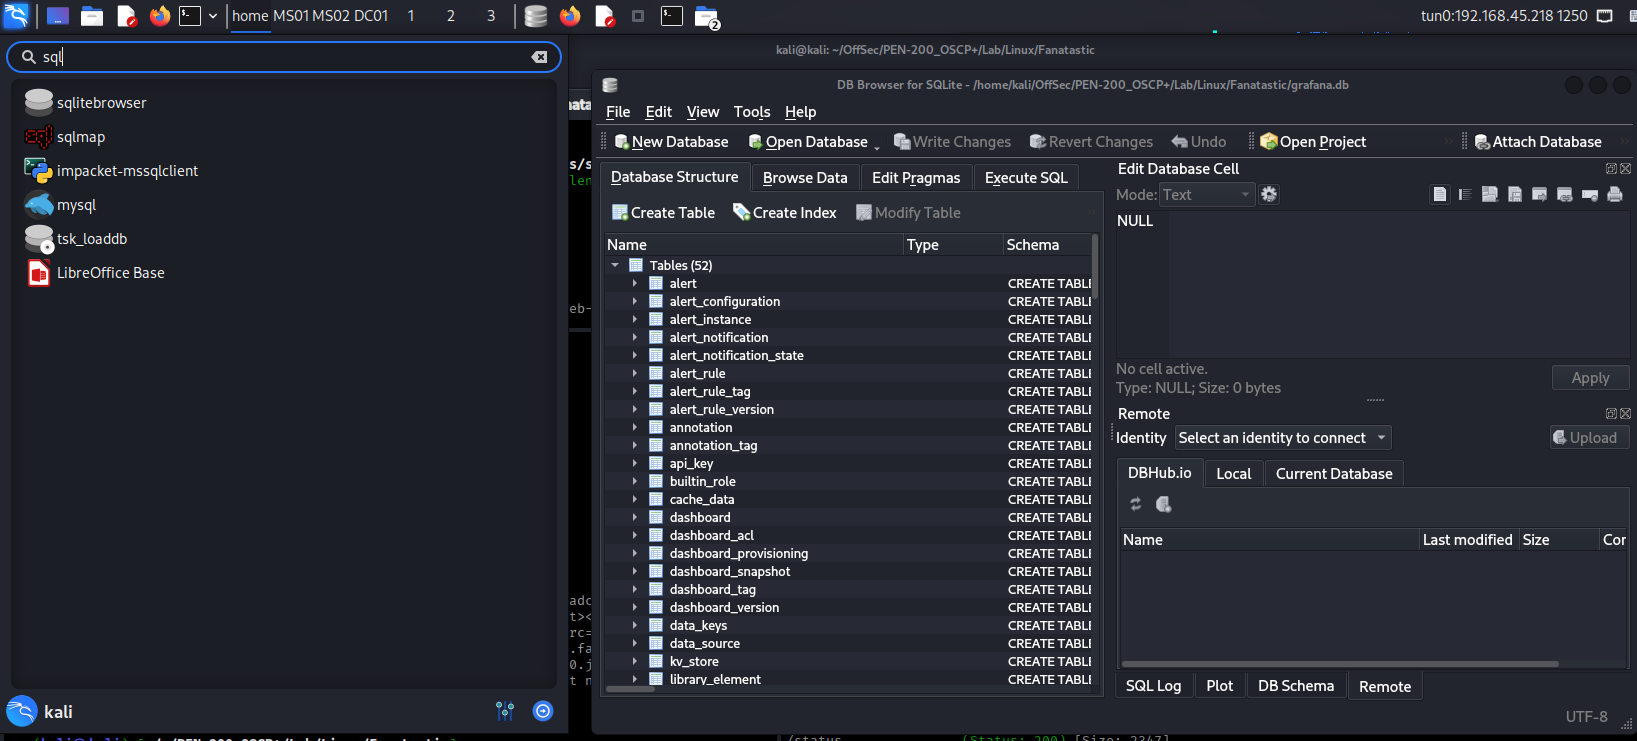 home MS01 MS02 DC01 1 2 3
2
tun0:192.168.45.218 1250
sql
sqlitebrowser
sqlmap
impacket-mssqlclient
mysql
tsk_loaddb
LibreOffice Base
kali
kali@kali: ~/OffSec/PEN-200_OSCP+/Lab/Linux/Fanatastic
DB Browser for SQLite - /home/kali/OffSec/PEN-200_OSCP+/Lab/Linux/Fanatastic/grafana.db
File Edit View Tools Help
New Database Open Database Write Changes Revert Changes Undo Open Project Attach Database
Database Structure Browse Data Edit Pragmas Execute SQL
Create Table Create Index Modify Table
Name Type Schema
Tables (52)
alert CREATE TABLE
alert_configuration CREATE TABLE
alert_instance CREATE TABLE
alert_notification CREATE TABLE
alert_notification_state CREATE TABLE
alert_rule CREATE TABLE
alert_rule_tag CREATE TABLE
alert_rule_version CREATE TABLE
annotation CREATE TABLE
annotation_tag CREATE TABLE
api_key CREATE TABLE
builtin_role CREATE TABLE
cache_data CREATE TABLE
dashboard CREATE TABLE
dashboard_acl CREATE TABLE
dashboard_provisioning CREATE TABLE
dashboard_snapshot CREATE TABLE
dashboard_tag CREATE TABLE
dashboard_version CREATE TABLE
data_keys CREATE TABLE
data_source CREATE TABLE
kv_store CREATE TABLE
library_element CREATE TABLE
Edit Database Cell
Mode: Text
NULL
No cell active.
Type: NULL; Size: 0 bytes
Apply
Remote
Identity Select an identity to connect Upload
DBHub.io Local Current Database
Name Last modified Size Cor
SQL Log Plot DB Schema Remote
UTF-8
/status (Status: 200) [Size: 2347]